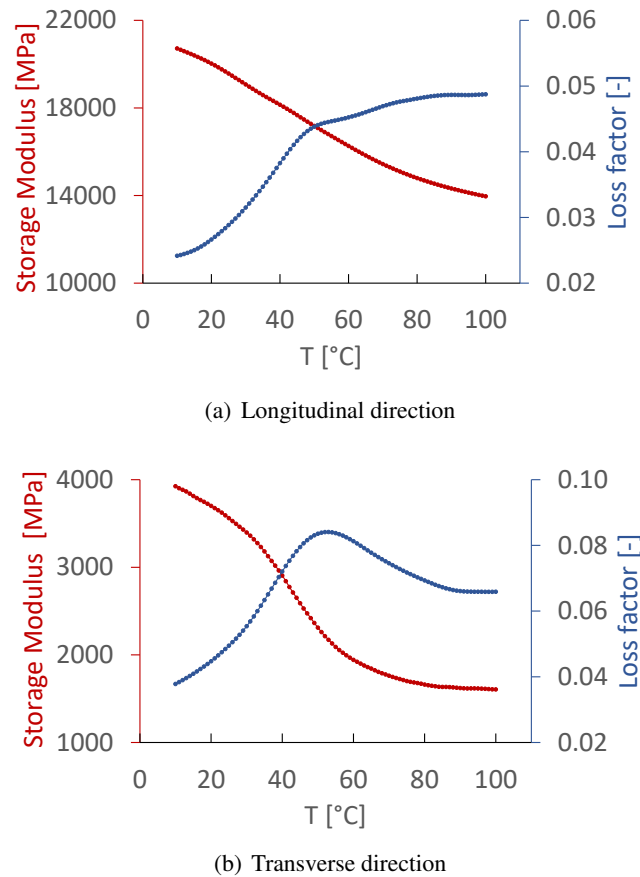 Storage Modulus [MPa]
22000
18000
14000
10000
0.06
0.05
0.04
0.03
0.02
Loss factor [-]
0 20 40 60 80 100
T [°C]
(a) Longitudinal direction
Storage Modulus [MPa]
4000
3000
2000
1000
0.10
0.08
0.06
0.04
0.02
Loss factor [-]
0 20 40 60 80 100
T [°C]
(b) Transverse direction